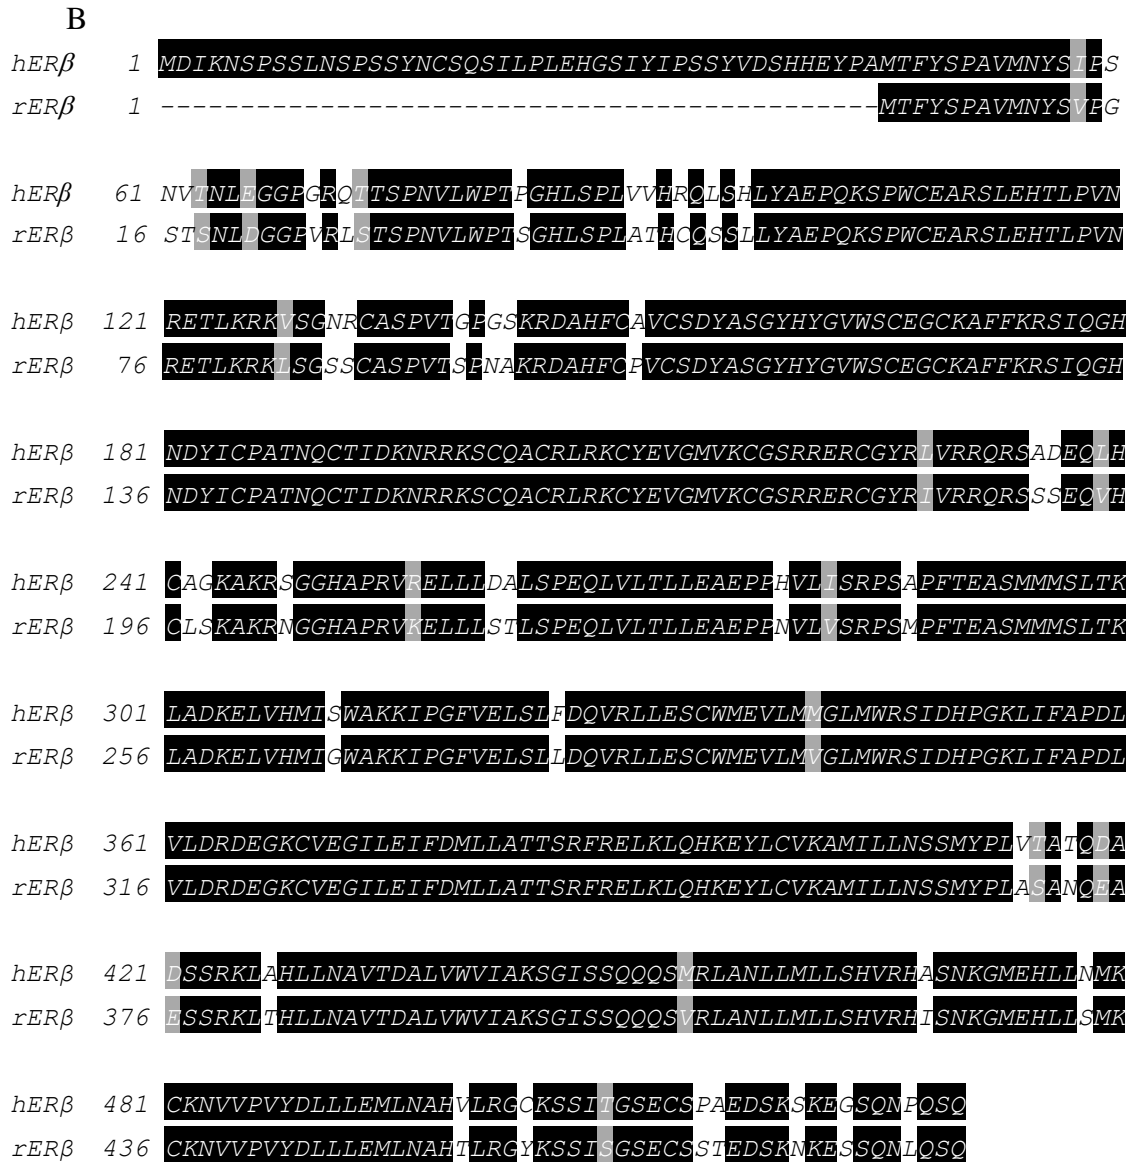 B
hERβ 1 MDIKNSPSSLNSPSSYNCSQSILPLEHGSIYIPSSYVDSHHEYPAMTFYSPAVMNYSIPS
rERβ 1 ---------------------------------------------MTFYSPAVMNYSVPG
hERβ 61 NVTNLEGGPGRQTTSPNVLWPTPGHLSPLVVHRQLSHLYAEPQKSPWCEARSLEHTLPVN
rERβ 16 STSNLDGGPVRLSTSPNVLWPTSGHLSPLATHCQSSLLYAEPQKSPWCEARSLEHTLPVN
hERβ 121 RETLKRKVSGNRCASPVTGPGSKRDAHFCAVCSDYASGYHYGVWSCEGCKAFFKRSIQGH
rERβ 76 RETLKRKLSGSSCASPVTSPNAKRDAHFCPVCSDYASGYHYGVWSCEGCKAFFKRSIQGH
hERβ 181 NDYICPATNQCTIDKNRRKSCQACRLRKCYEVGMVKCGSRRERCGYRLVRRQRSADEQLH
rERβ 136 NDYICPATNQCTIDKNRRKSCQACRLRKCYEVGMVKCGSRRERCGYRIVRRQRSSSEQVH
hERβ 241 CAGKAKRSGGHAPRVRELLLDALSPEQLVLTLLEAEPPHVLISRPSAPFTEASMMMSLTK
rERβ 196 CLSKAKRNGGHAPRVKELLLSTLSPEQLVLTLLEAEPPNVLVSRPSMPFTEASMMMSLTK
hERβ 301 LADKELVHMISWAKKIPGFVELSLFDQVRLLESCWMEVLMMGLMWRSIDHPGKLIFAPDL
rERβ 256 LADKELVHMIGWAKKIPGFVELSLLDQVRLLESCWMEVLMVGLMWRSIDHPGKLIFAPDL
hERβ 361 VLDRDEGKCVEGILEIFDMLLATTSRFRELKLQHKEYLCVKAMILLNSSMYPLVTATQDA
rERβ 316 VLDRDEGKCVEGILEIFDMLLATTSRFRELKLQHKEYLCVKAMILLNSSMYPLASANQEA
hERβ 421 DSSRKLAHLLNAVTDALVWVIAKSGISSQQQSMRLANLLMLLSHVRHASNKGMEHLLNMK
rERβ 376 ESSRKLTHLLNAVTDALVWVIAKSGISSQQQSVRLANLLMLLSHVRHISNKGMEHLLSMK
hERβ 481 CKNVVPVYDLLLEMLNAHVLRGCKSSITGSECSPAEDSKSKEGSQNPQSQ
rERβ 436 CKNVVPVYDLLLEMLNAHTLRGYKSSISGSECSSTEDSKNKESSQNLQSQ